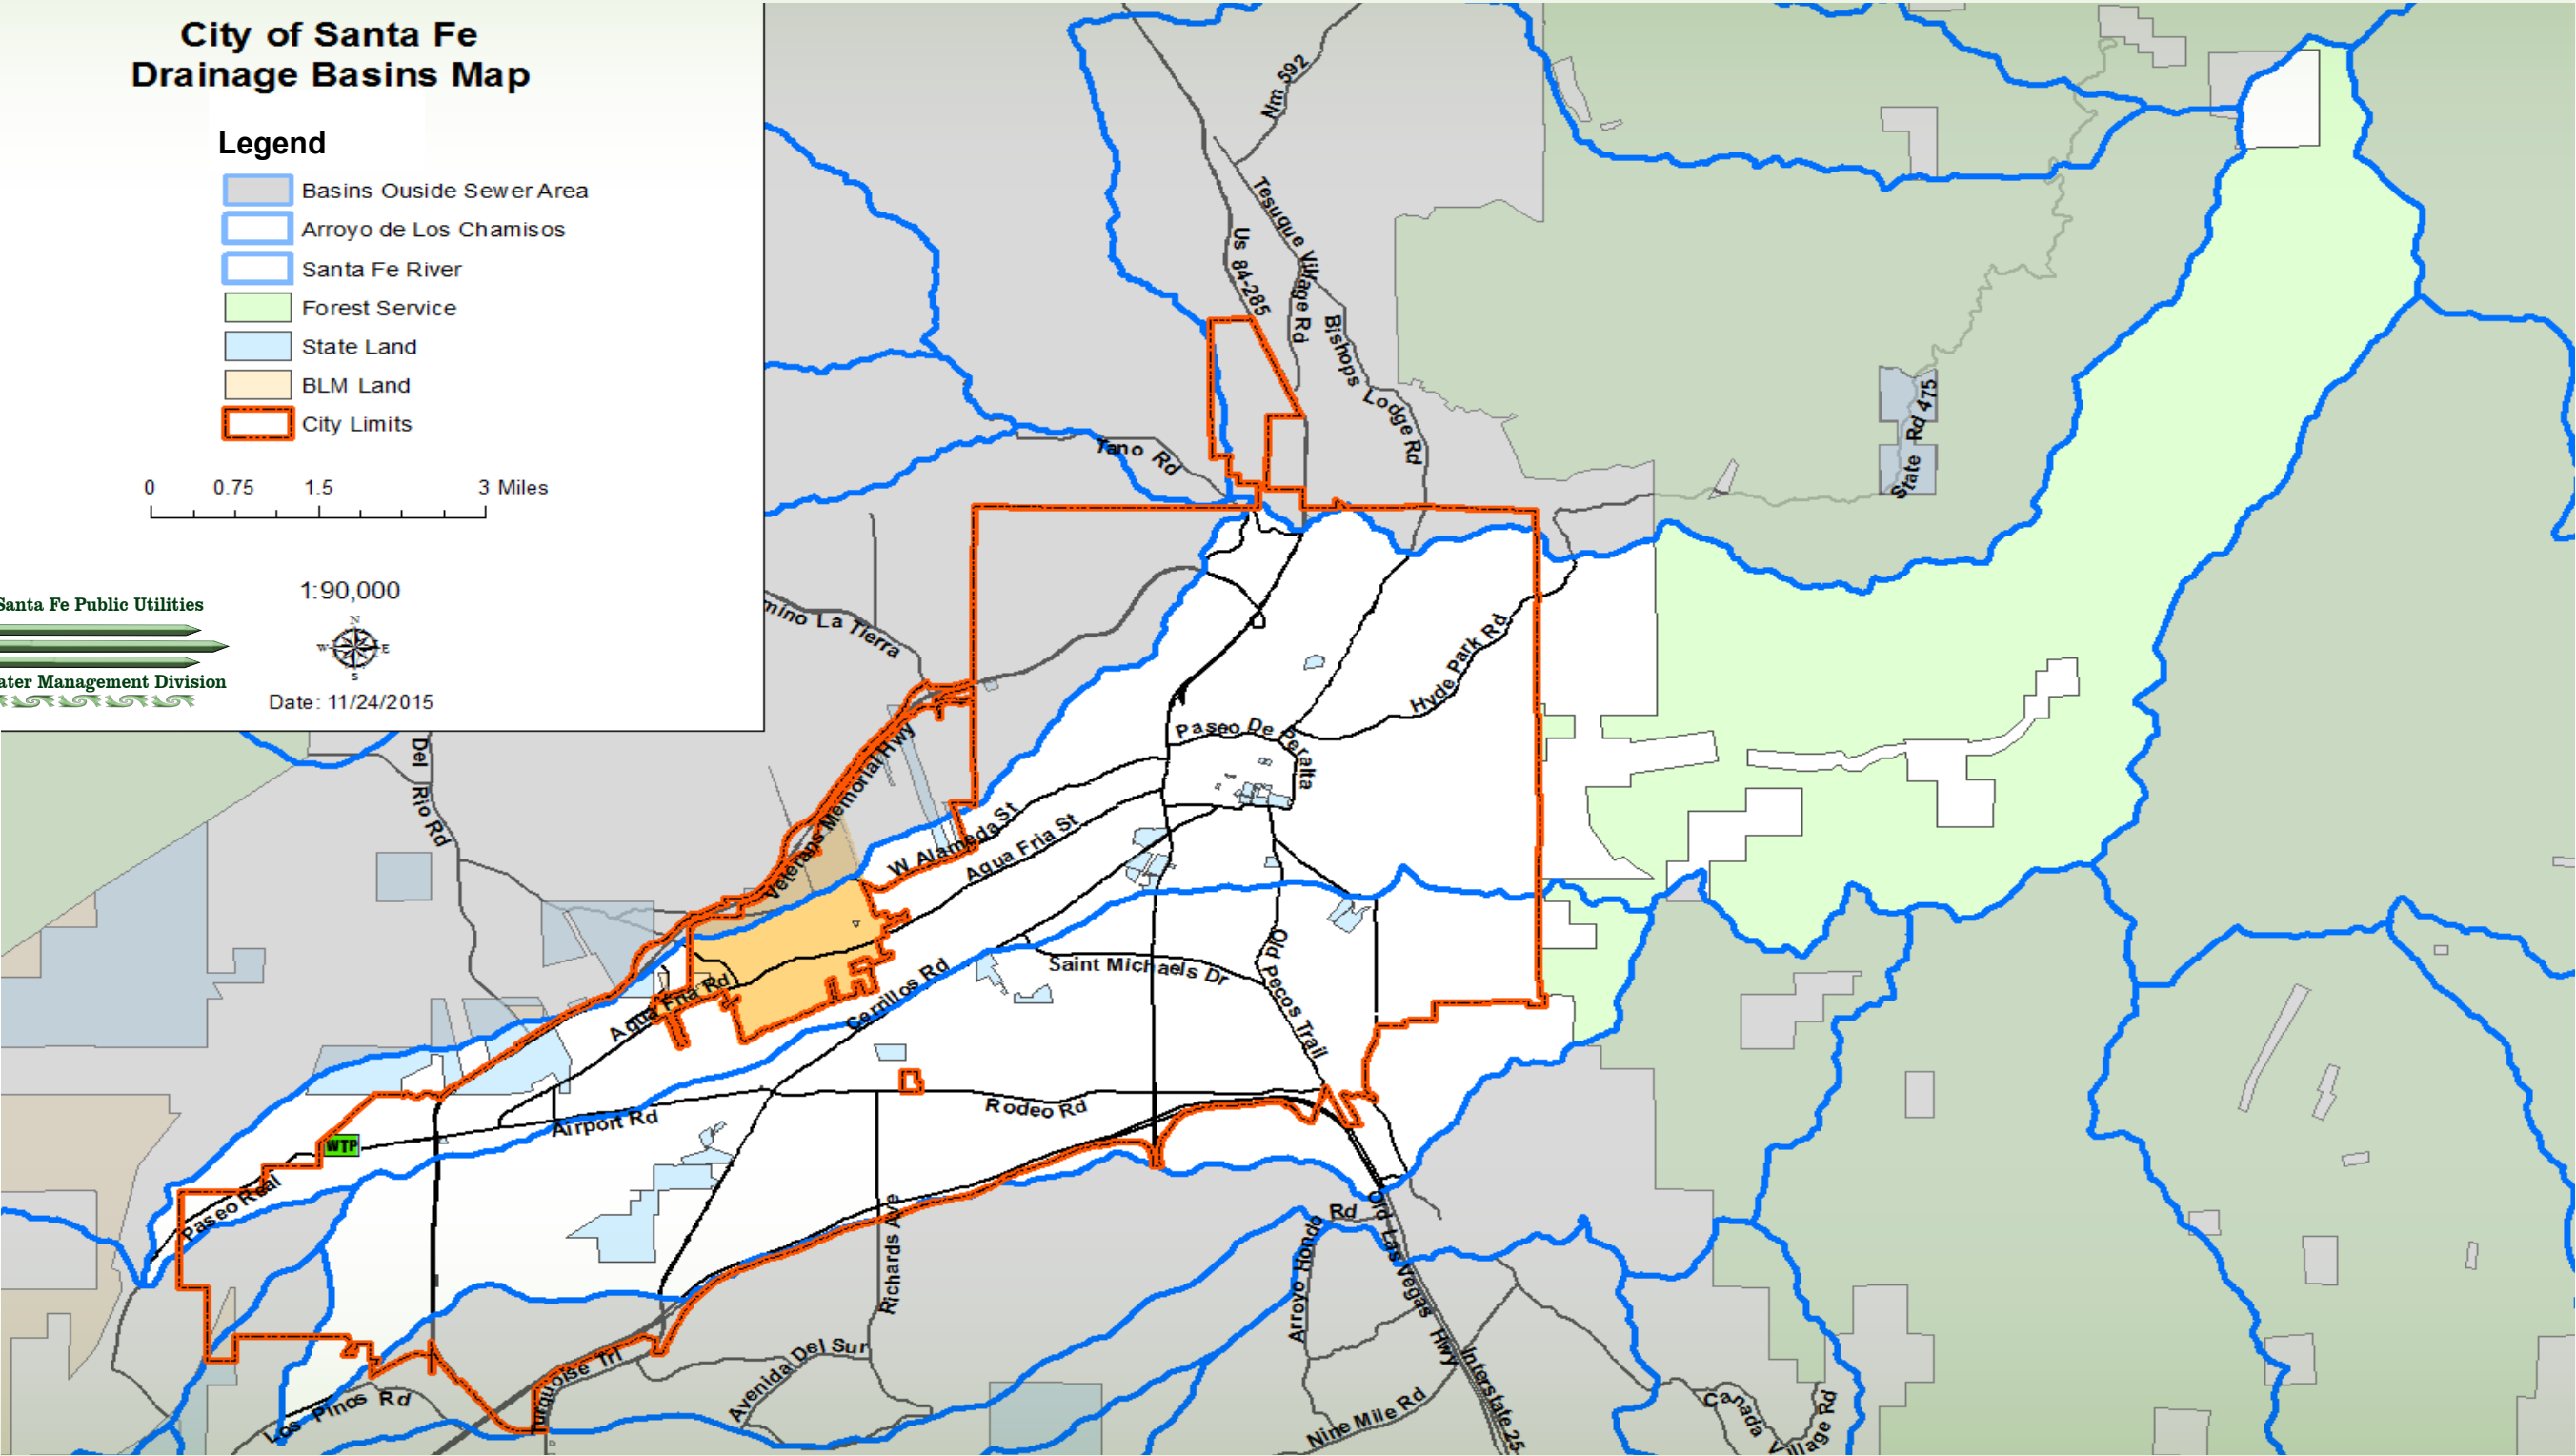 City of Santa Fe
Drainage Basins Map
Legend
Basins Ouside Sewer Area
Arroyo de Los Chamisos
Santa Fe River
Forest Service
State Land
BLM Land
City Limits
0 0.75 1.5 3 Miles
1:90,000
N
W E
S
Santa Fe Public Utilities
ater Management Division
Date: 11/24/2015
Nm 592
Tesuque Village Rd
Us 84-285
Bishops Lodge Rd
Tano Rd
State Rd 475
mino La Tierra
Hyde Park Rd
Paseo De Peralta
Veterans Memorial Hwy
Del Rio Rd
W Alameda St
Agua Fria St
Saint Michaels Dr
Old Pecos Trail
Cerrillos Rd
Agua Fria Rd
Rodeo Rd
Airport Rd
WTP
Paseo Real
Richards Ave
Arroyo Hondo Rd
Old Las Vegas Hwy
Turquoise Trl
Avenida Del Sur
Los Pinos Rd
Nine Mile Rd
Interstate 25
Canada Village Rd